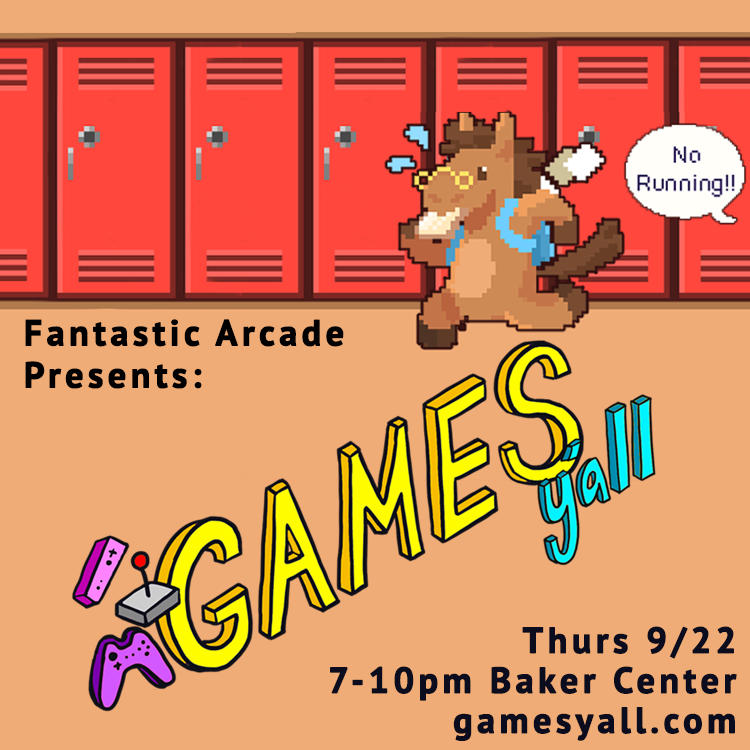 No
Running!!
Fantastic Arcade
Presents:
GAMES
yall
Thurs 9/22
7-10pm Baker Center
gamesyall.com